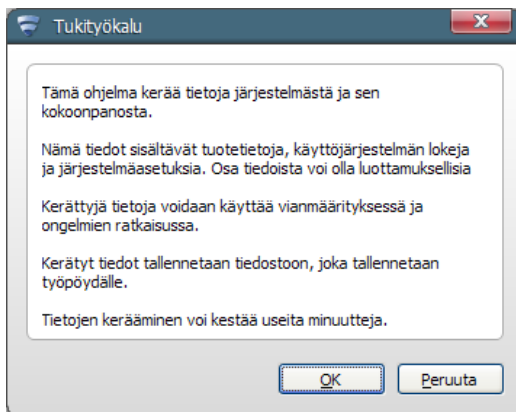 Tukityökalu
Tämä ohjelma kerää tietoja järjestelmästä ja sen
kokoonpanosta.
Nämä tiedot sisältävät tuotetietoja, käyttöjärjestelmän lokeja
ja järjestelmäasetuksia. Osa tiedoista voi olla luottamuksellisia
Kerättyjä tietoja voidaan käyttää vianmäärityksessä ja
ongelmien ratkaisussa.
Kerätyt tiedot tallennetaan tiedostoon, joka tallennetaan
työpöydälle.
Tietojen kerääminen voi kestää useita minuutteja.
OK Peruuta